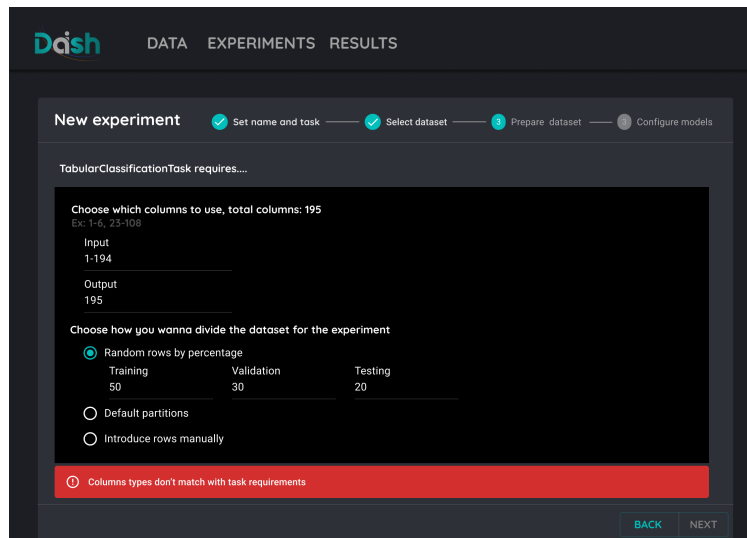 Dash DATA EXPERIMENTS RESULTS
New experiment Set name and task Select dataset 3 Prepare dataset 3 Configure models
TabularClassificationTask requires....
Choose which columns to use, total columns: 195
Ex: 1-6, 23-108
Input
1-194
Output
195
Choose how you wanna divide the dataset for the experiment
Random rows by percentage
Training Validation Testing
50 30 20
Default partitions
Introduce rows manually
Columns types don't match with task requirements
BACK NEXT